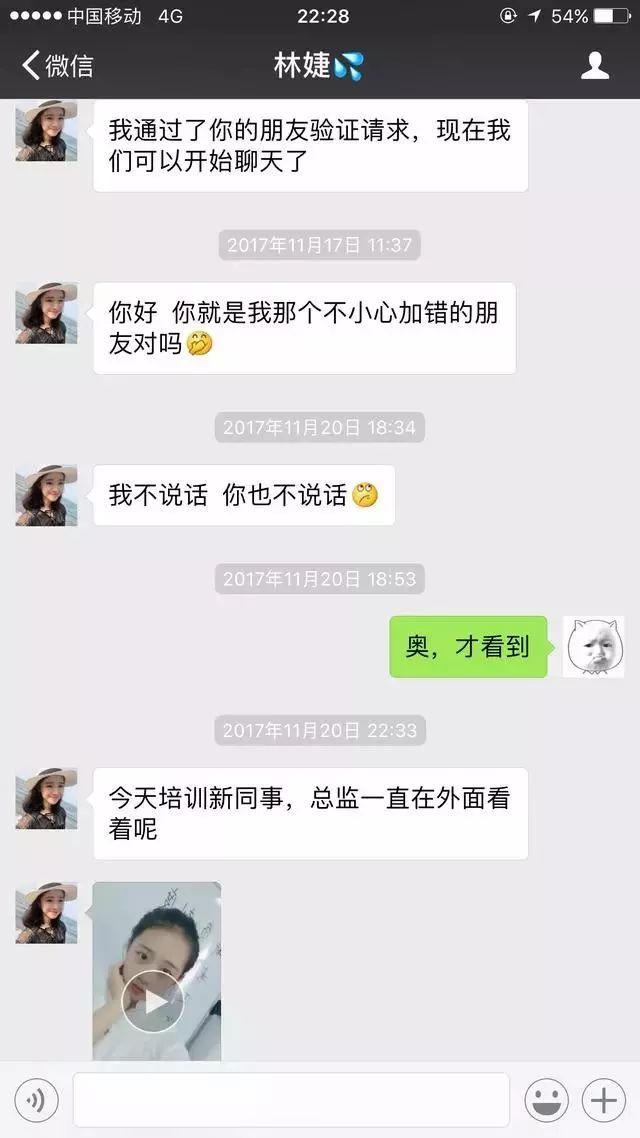 中国移动 4G 22:28 54%
微信 林婕💦
我通过了你的朋友验证请求，现在我
们可以开始聊天了
2017年11月17日 11:37
你好 你就是我那个不小心加错的朋
友对吗🤭
2017年11月20日 18:34
我不说话 你也不说话🙄
2017年11月20日 18:53
奥，才看到
2017年11月20日 22:33
今天培训新同事，总监一直在外面看
着呢